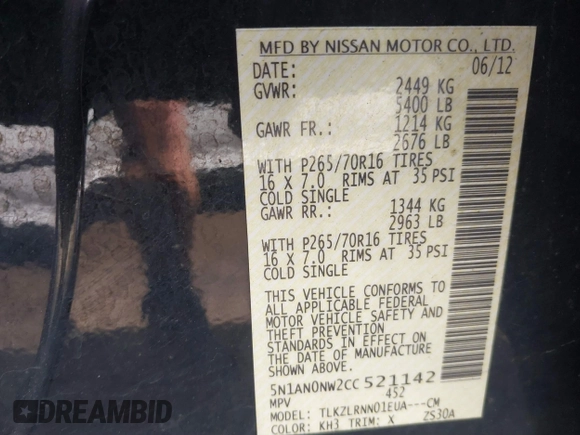 MFD BY NISSAN MOTOR CO., LTD.
DATE: 06/12
GVWR: 2449 KG
5400 LB
GAWR FR.: 1214 KG
2676 LB
WITH P265/70R16 TIRES
16 X 7.0 RIMS AT 35 PSI
COLD SINGLE
GAWR RR.: 1344 KG
2963 LB
WITH P265/70R16 TIRES
16 X 7.0 RIMS AT 35 PSI
COLD SINGLE
THIS VEHICLE CONFORMS TO
ALL APPLICABLE FEDERAL
MOTOR VEHICLE SAFETY AND
THEFT PREVENTION
STANDARDS IN EFFECT ON
THE DATE OF MANUFACTURE
SHOWN ABOVE.
5N1AN0NW2CC521142
MPV 452
MODEL: TLKZLRNN01EUA---CM
COLOR: KH3 TRIM: X ZS30A
DREAMBID